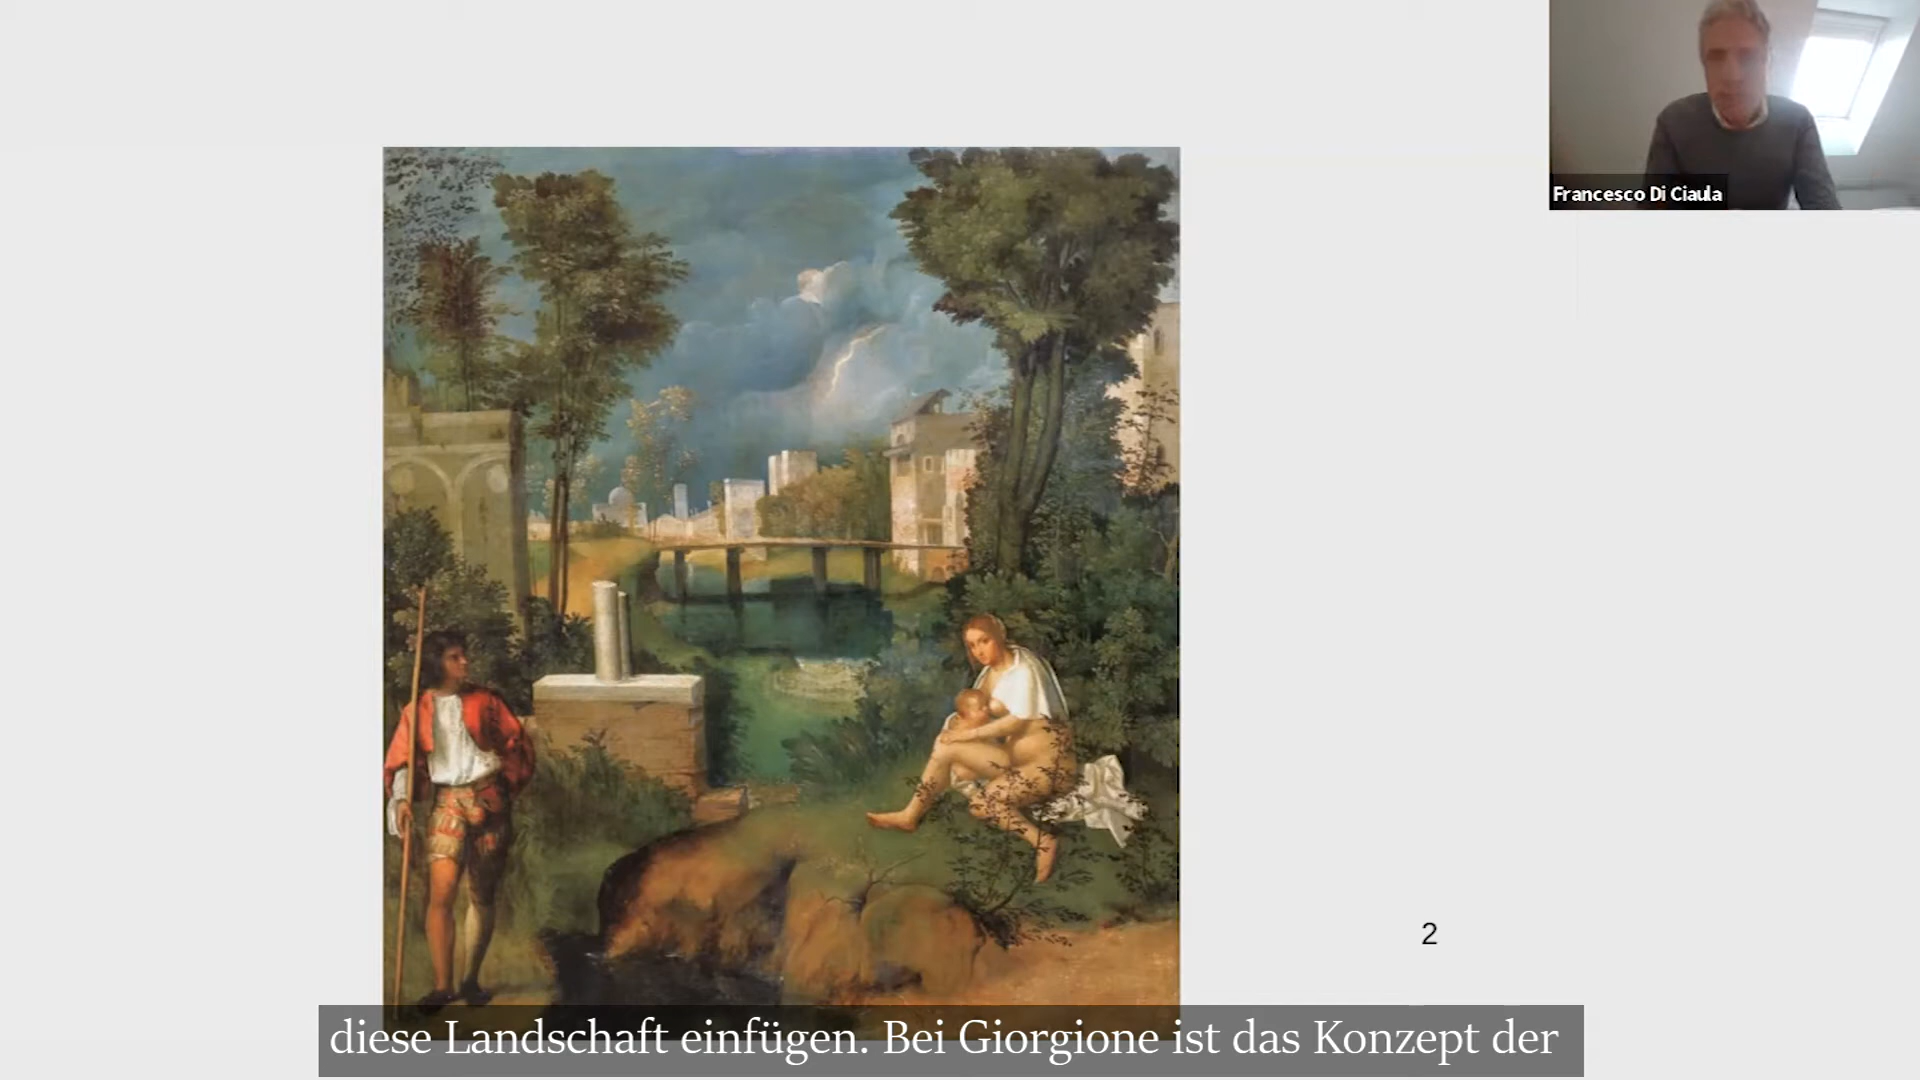 Francesco Di Ciaula
2
diese Landschaft einfügen. Bei Giorgione ist das Konzept der